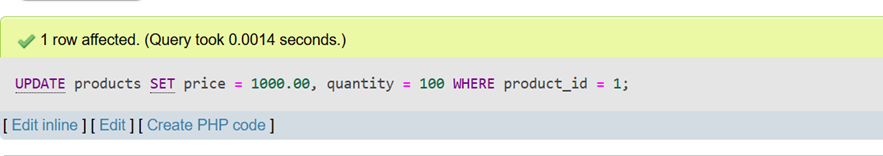 1 row affected. (Query took 0.0014 seconds.)
UPDATE products SET price = 1000.00, quantity = 100 WHERE product_id = 1;
[ Edit inline ] [ Edit ] [ Create PHP code ]